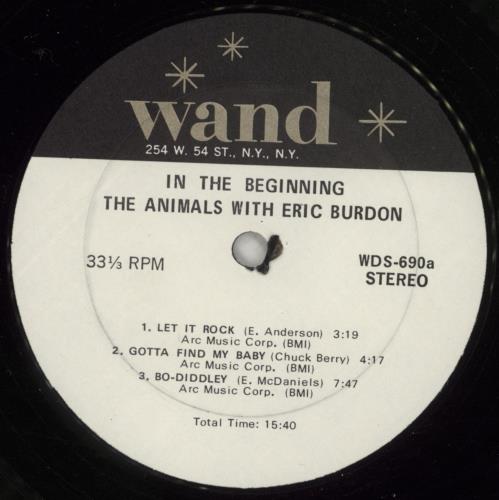 wand
254 W. 54 ST., N.Y., N.Y.
IN THE BEGINNING
THE ANIMALS WITH ERIC BURDON
33⅓ RPM
WDS-690a
STEREO
1. LET IT ROCK (E. Anderson) 3:19
Arc Music Corp. (BMI)
2. GOTTA FIND MY BABY (Chuck Berry) 4:17
Arc Music Corp. (BMI)
3. BO-DIDDLEY (E. McDaniels) 7:47
Arc Music Corp. (BMI)
Total Time: 15:40